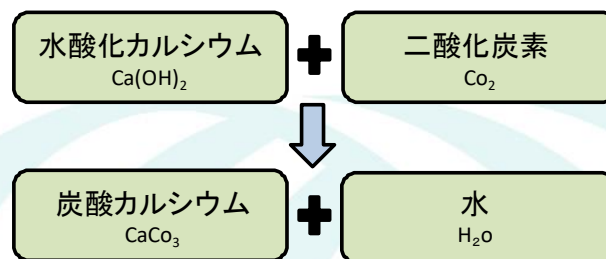 水酸化カルシウム
Ca(OH)₂
二酸化炭素
Co₂
炭酸カルシウム
CaCo₃
水
H₂o